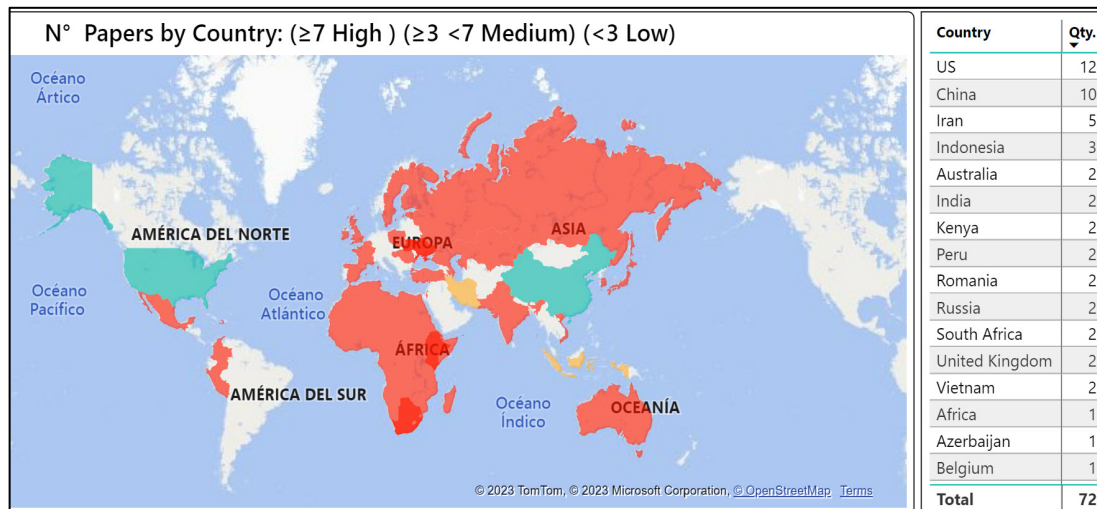 N° Papers by Country: (≥7 High ) (≥3 <7 Medium) (<3 Low)
Océano
Ártico
AMÉRICA DEL NORTE
EUROPA
ASIA
Océano
Pacífico
Océano
Atlántico
ÁFRICA
AMÉRICA DEL SUR
Océano
Índico
OCEANÍA
© 2023 TomTom, © 2023 Microsoft Corporation, © OpenStreetMap Terms
Country Qty.
US 12
China 10
Iran 5
Indonesia 3
Australia 2
India 2
Kenya 2
Peru 2
Romania 2
Russia 2
South Africa 2
United Kingdom 2
Vietnam 2
Africa 1
Azerbaijan 1
Belgium 1
Total 72